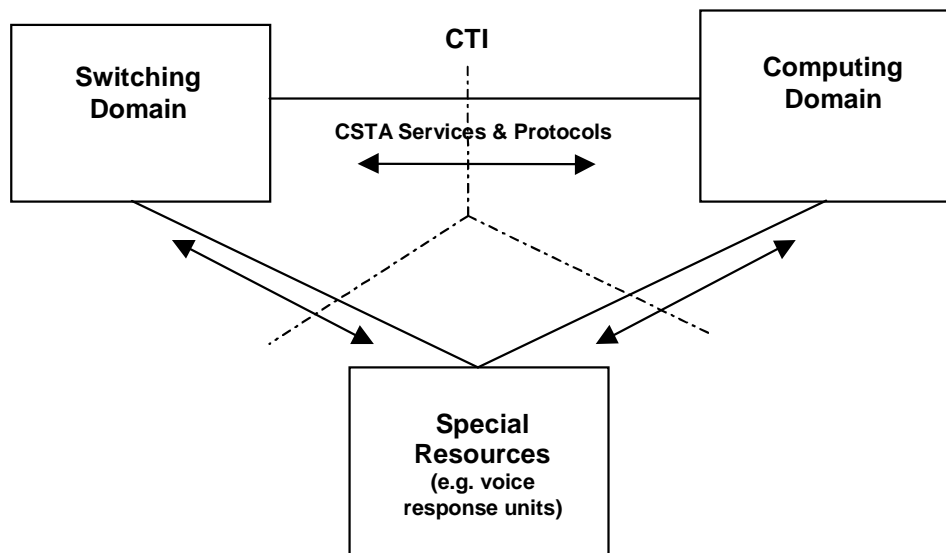 Switching
Domain
CTI
Computing
Domain
CSTA Services & Protocols
Special
Resources
(e.g. voice
response units)